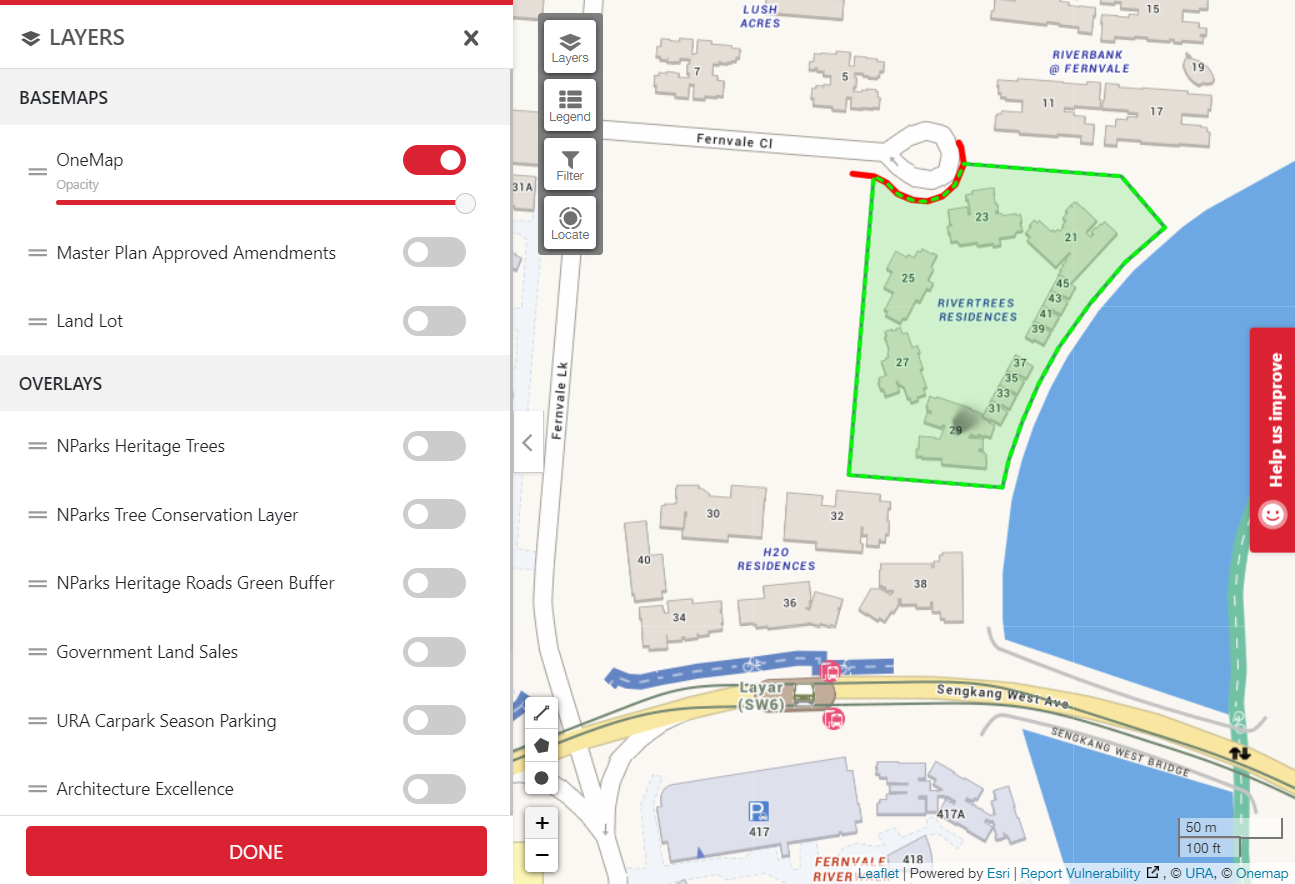 LAYERS
BASEMAPS
OneMap
Opacity
Master Plan Approved Amendments
Land Lot
OVERLAYS
NParks Heritage Trees
NParks Tree Conservation Layer
NParks Heritage Roads Green Buffer
Government Land Sales
URA Carpark Season Parking
Architecture Excellence
DONE
Layers
Legend
Filter
Locate
LUSH
ACRES
15
RIVERBANK
@ FERNVALE
19
7
5
11
17
Fernvale Cl
31A
23
21
25
45
43
41
39
RIVERTREES
RESIDENCES
27
37
35
33
31
29
Fernvale Lk
Help us improve
30
32
H2O
RESIDENCES
40
38
36
34
Layar
(SW6)
Sengkang West Ave
SENGKANG WEST BRIDGE
417
417A
418
FERNVALE
RIVERWALK
+
−
50 m
100 ft
Leaflet | Powered by Esri | Report Vulnerability , © URA, © Onemap